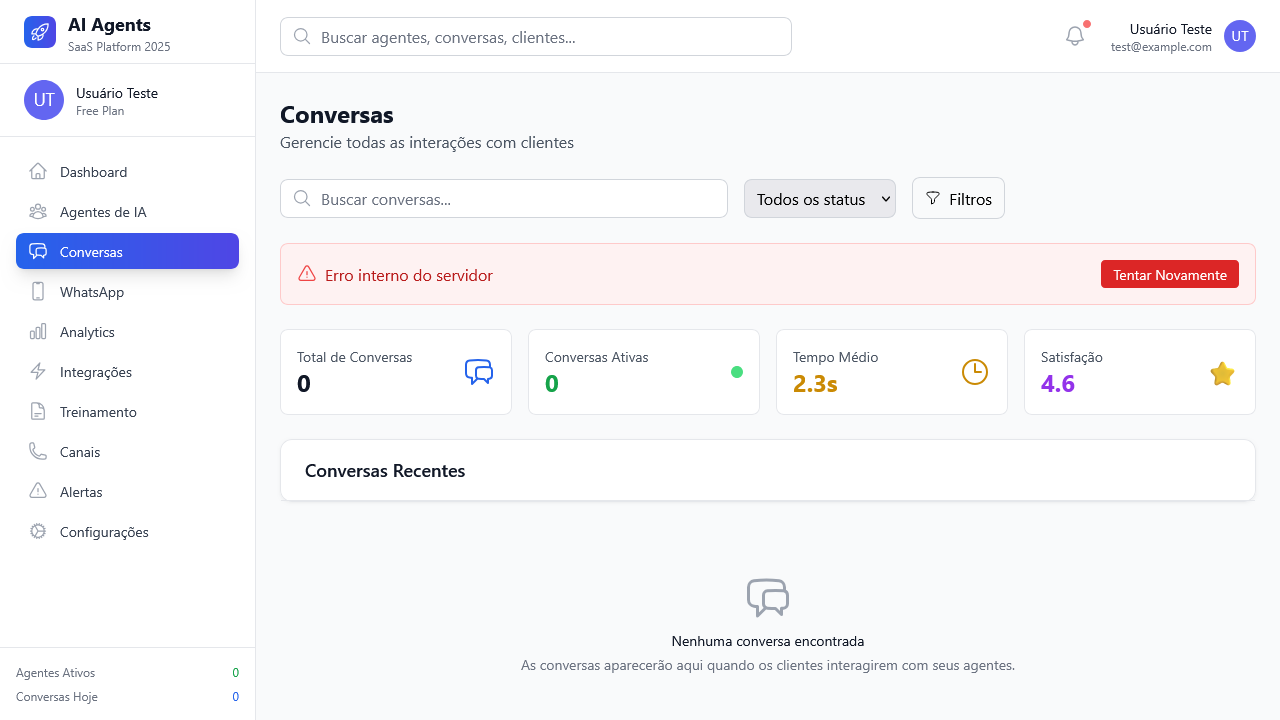 AI Agents
SaaS Platform 2025
UT
Usuário Teste
Free Plan
Dashboard
Agentes de IA
Conversas
WhatsApp
Analytics
Integrações
Treinamento
Canais
Alertas
Configurações
Agentes Ativos 0
Conversas Hoje 0
Buscar agentes, conversas, clientes...
Usuário Teste
test@example.com
UT
Conversas
Gerencie todas as interações com clientes
Buscar conversas...
Todos os status
Filtros
Erro interno do servidor
Tentar Novamente
Total de Conversas
0
Conversas Ativas
0
Tempo Médio
2.3s
Satisfação
4.6
Conversas Recentes
Nenhuma conversa encontrada
As conversas aparecerão aqui quando os clientes interagirem com seus agentes.